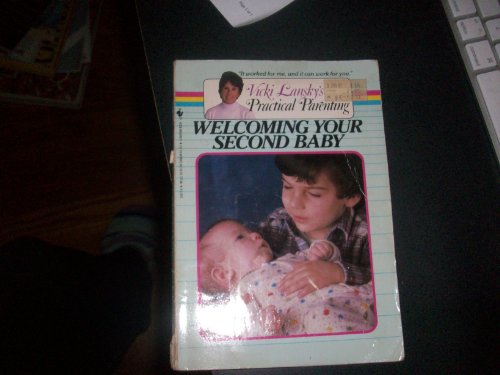 "It worked for me, and it can work for you."
Vicki Lansky's
Practical Parenting
WELCOMING YOUR
SECOND BABY